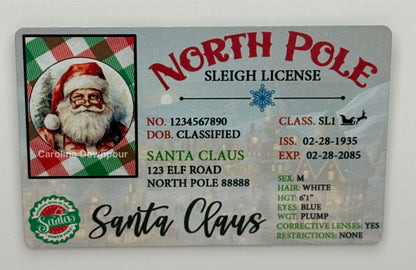 NORTH POLE
SLEIGH LICENSE
NO. 1234567890
DOB. CLASSIFIED
CLASS. SL1
ISS. 02-28-1935
EXP. 02-28-2085
Carolina Downpour
SANTA CLAUS
123 ELF ROAD
NORTH POLE 88888
SEX: M
HAIR: WHITE
HGT: 6'1"
EYES: BLUE
WGT: PLUMP
CORRECTIVE LENSES: YES
RESTRICTIONS: NONE
Santa's
Santa Claus